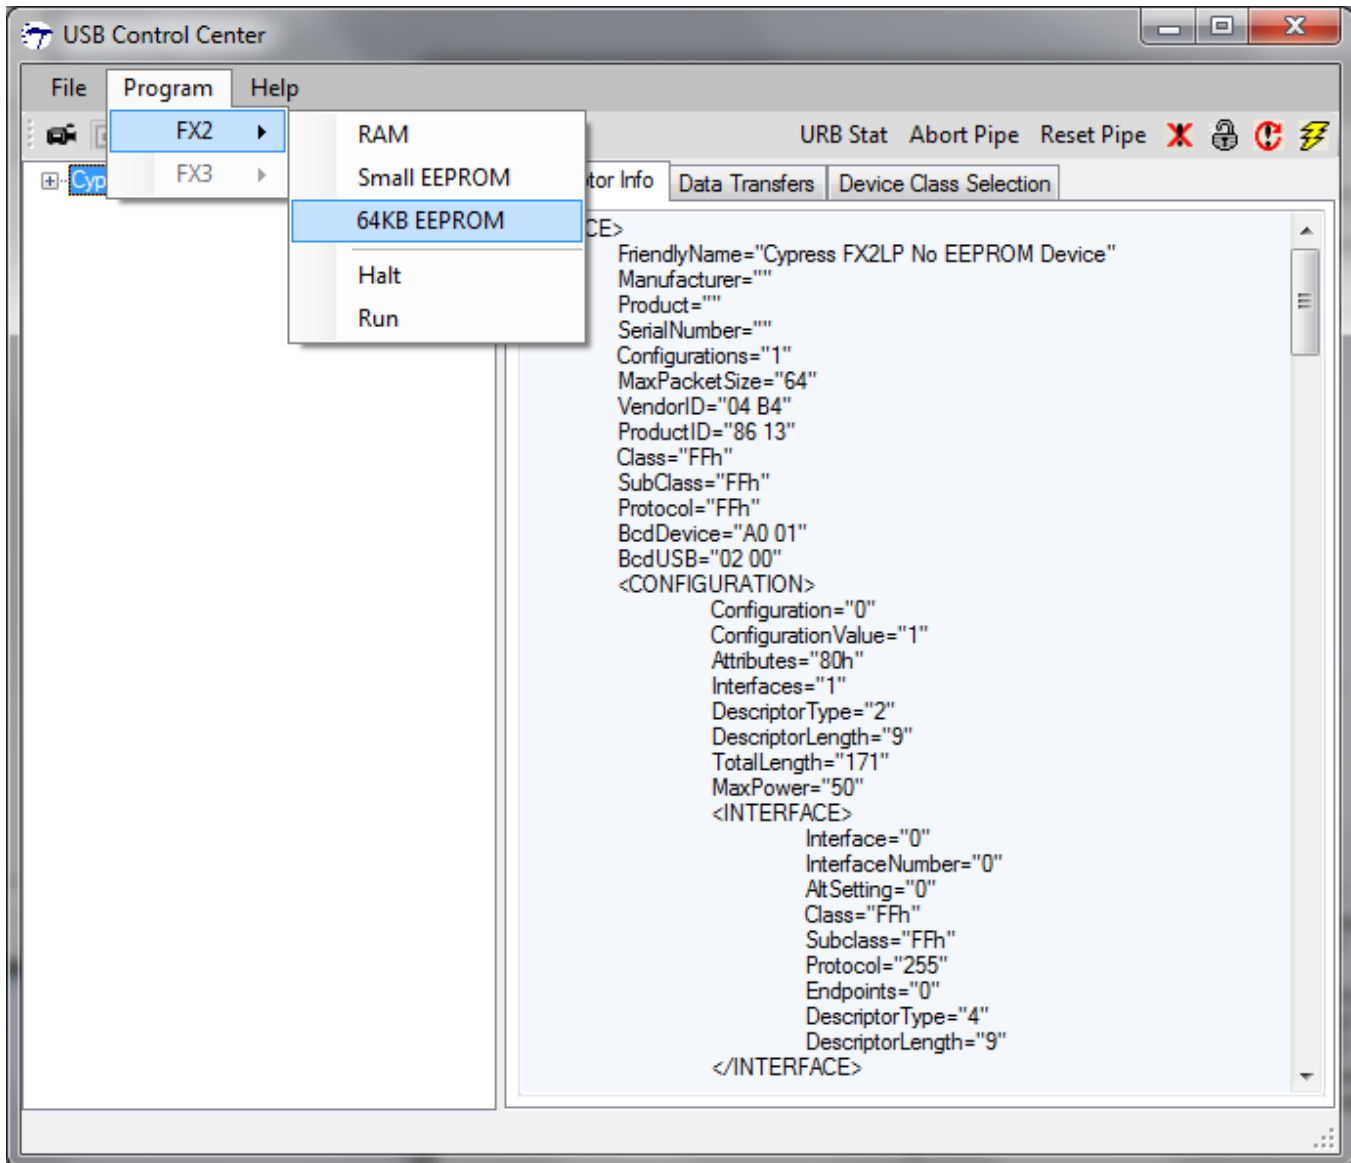 USB Control Center
File Program Help
FX2
FX3
RAM
Small EEPROM
64KB EEPROM
Halt
Run
URB Stat Abort Pipe Reset Pipe
Cyp
tor Info Data Transfers Device Class Selection
CE>
FriendlyName="Cypress FX2LP No EEPROM Device"
Manufacturer=""
Product=""
SerialNumber=""
Configurations="1"
MaxPacketSize="64"
VendorID="04 B4"
ProductID="86 13"
Class="FFh"
SubClass="FFh"
Protocol="FFh"
BcdDevice="A0 01"
BcdUSB="02 00"
<CONFIGURATION>
Configuration="0"
ConfigurationValue="1"
Attributes="80h"
Interfaces="1"
DescriptorType="2"
DescriptorLength="9"
TotalLength="171"
MaxPower="50"
<INTERFACE>
Interface="0"
InterfaceNumber="0"
AltSetting="0"
Class="FFh"
Subclass="FFh"
Protocol="255"
Endpoints="0"
DescriptorType="4"
DescriptorLength="9"
</INTERFACE>